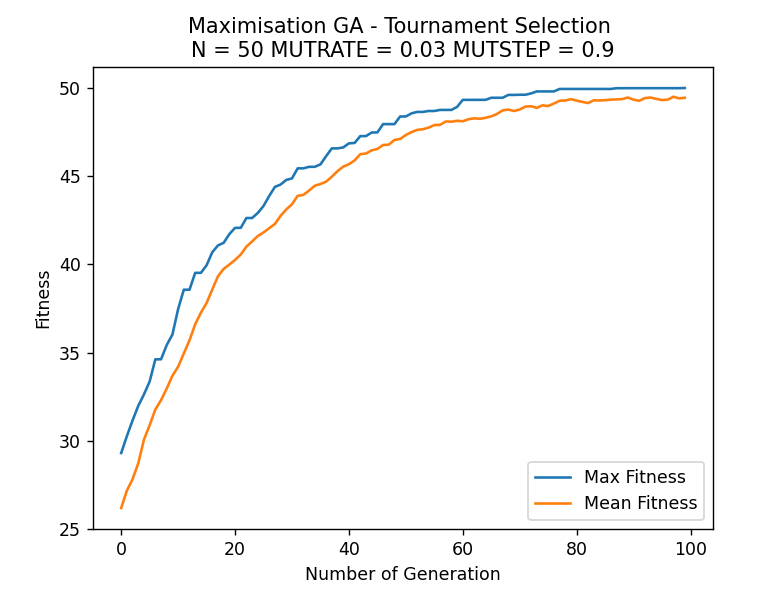 Maximisation GA - Tournament Selection
N = 50 MUTRATE = 0.03 MUTSTEP = 0.9
Fitness
50
45
40
35
30
25
0 20 40 60 80 100
Number of Generation
Max Fitness
Mean Fitness